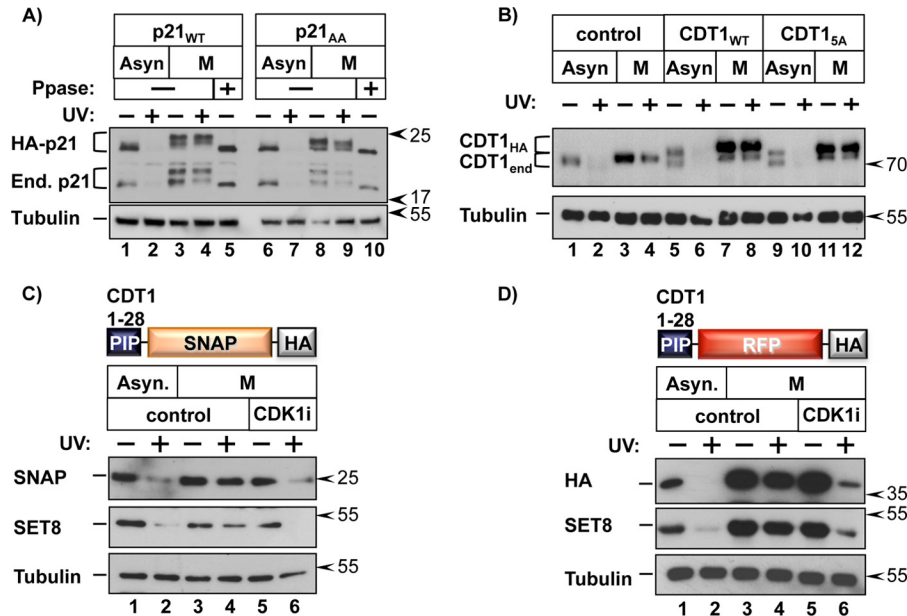 A)
p21WT p21AA
Asyn M Asyn M
Ppase: — + — +
UV: − + − + − − + − + −
HA-p21 25
End. p21 17
Tubulin 55
1 2 3 4 5 6 7 8 9 10
B)
control CDT1WT CDT15A
Asyn M Asyn M Asyn M
UV: − + − + − + − + − + − +
CDT1HA
CDT1end 70
Tubulin 55
1 2 3 4 5 6 7 8 9 10 11 12
C)
CDT1
1-28
PIP SNAP HA
Asyn. M
control CDK1i
UV: − + − + − +
SNAP 25
SET8 55
Tubulin 55
1 2 3 4 5 6
D)
CDT1
1-28
PIP RFP HA
Asyn. M
control CDK1i
UV: − + − + − +
HA 35
SET8 55
Tubulin 55
1 2 3 4 5 6